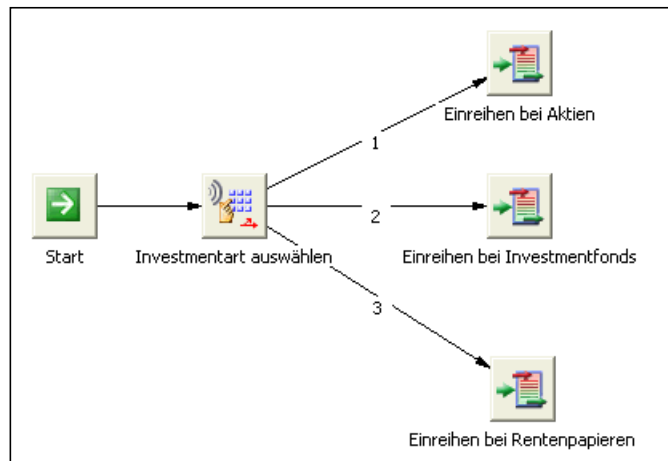 Einreihen bei Aktien
1
2
Start
Investmentart auswählen
Einreihen bei Investmentfonds
3
Einreihen bei Rentenpapieren